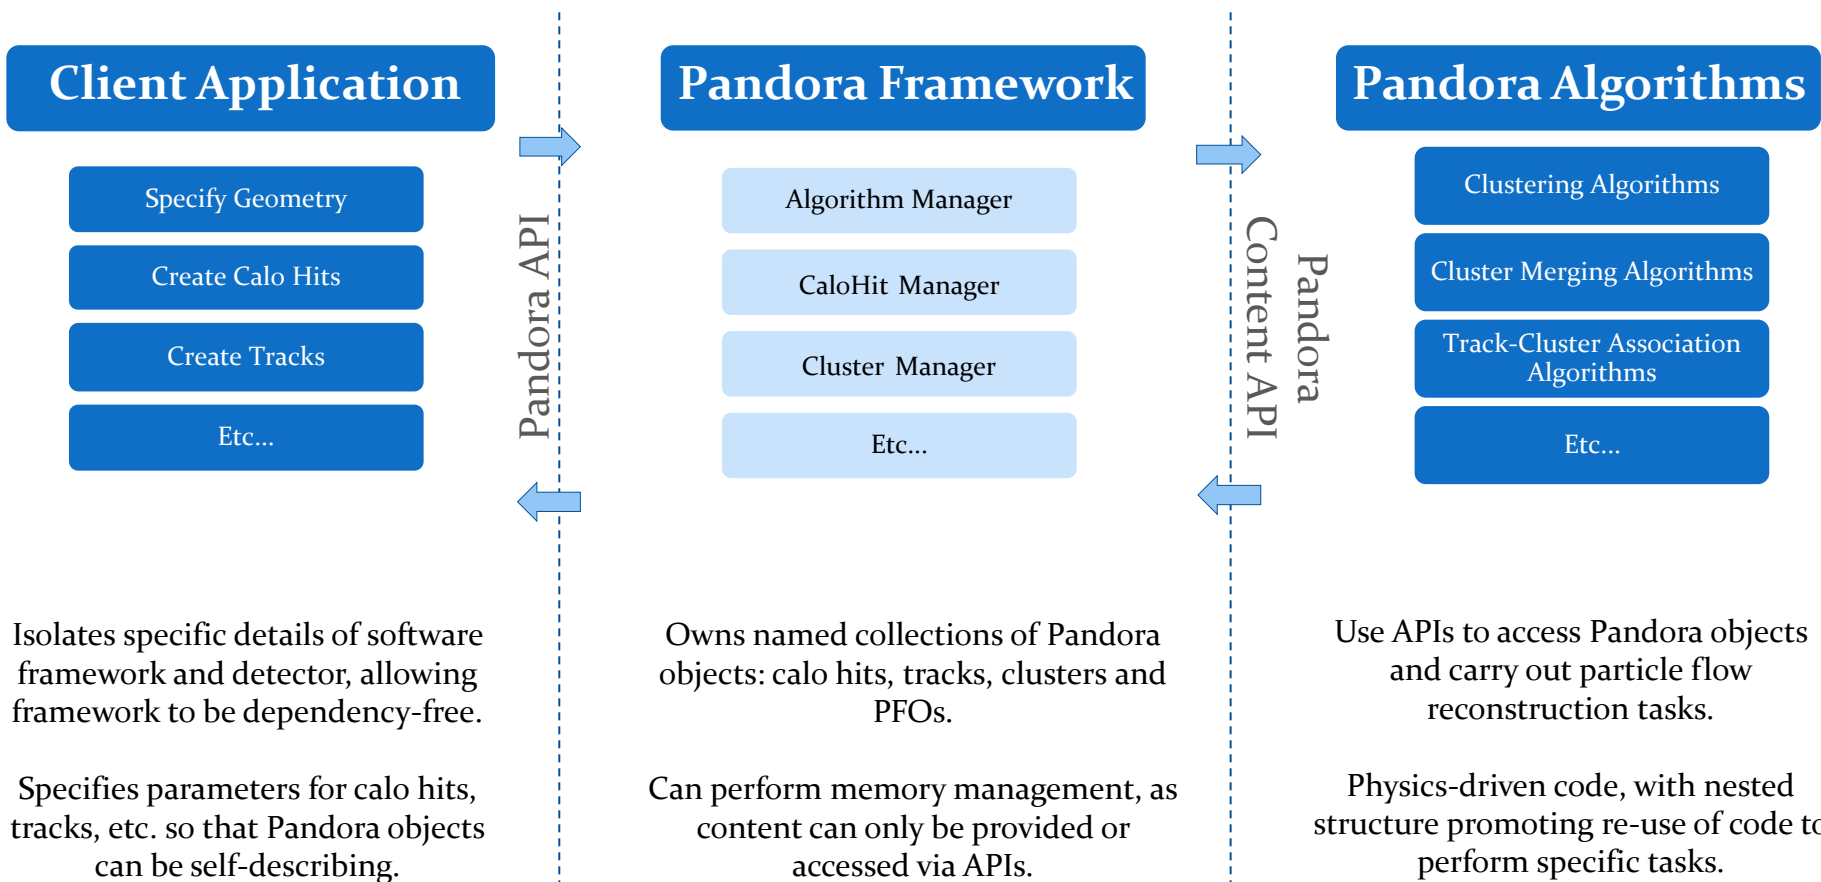 Client Application
Specify Geometry
Create Calo Hits
Create Tracks
Etc...
Isolates specific details of software
framework and detector, allowing
framework to be dependency-free.
Specifies parameters for calo hits,
tracks, etc. so that Pandora objects
can be self-describing.
Pandora API
Pandora Framework
Algorithm Manager
CaloHit Manager
Cluster Manager
Etc...
Owns named collections of Pandora
objects: calo hits, tracks, clusters and
PFOs.
Can perform memory management, as
content can only be provided or
accessed via APIs.
Pandora
Content API
Pandora Algorithms
Clustering Algorithms
Cluster Merging Algorithms
Track-Cluster Association
Algorithms
Etc...
Use APIs to access Pandora objects
and carry out particle flow
reconstruction tasks.
Physics-driven code, with nested
structure promoting re-use of code to
perform specific tasks.